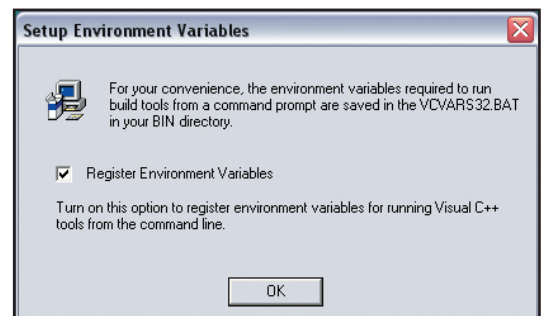 Setup Environment Variables
For your convenience, the environment variables required to run
build tools from a command prompt are saved in the VCVARS32.BAT
in your BIN directory.
Register Environment Variables
Turn on this option to register environment variables for running Visual C++
tools from the command line.
OK